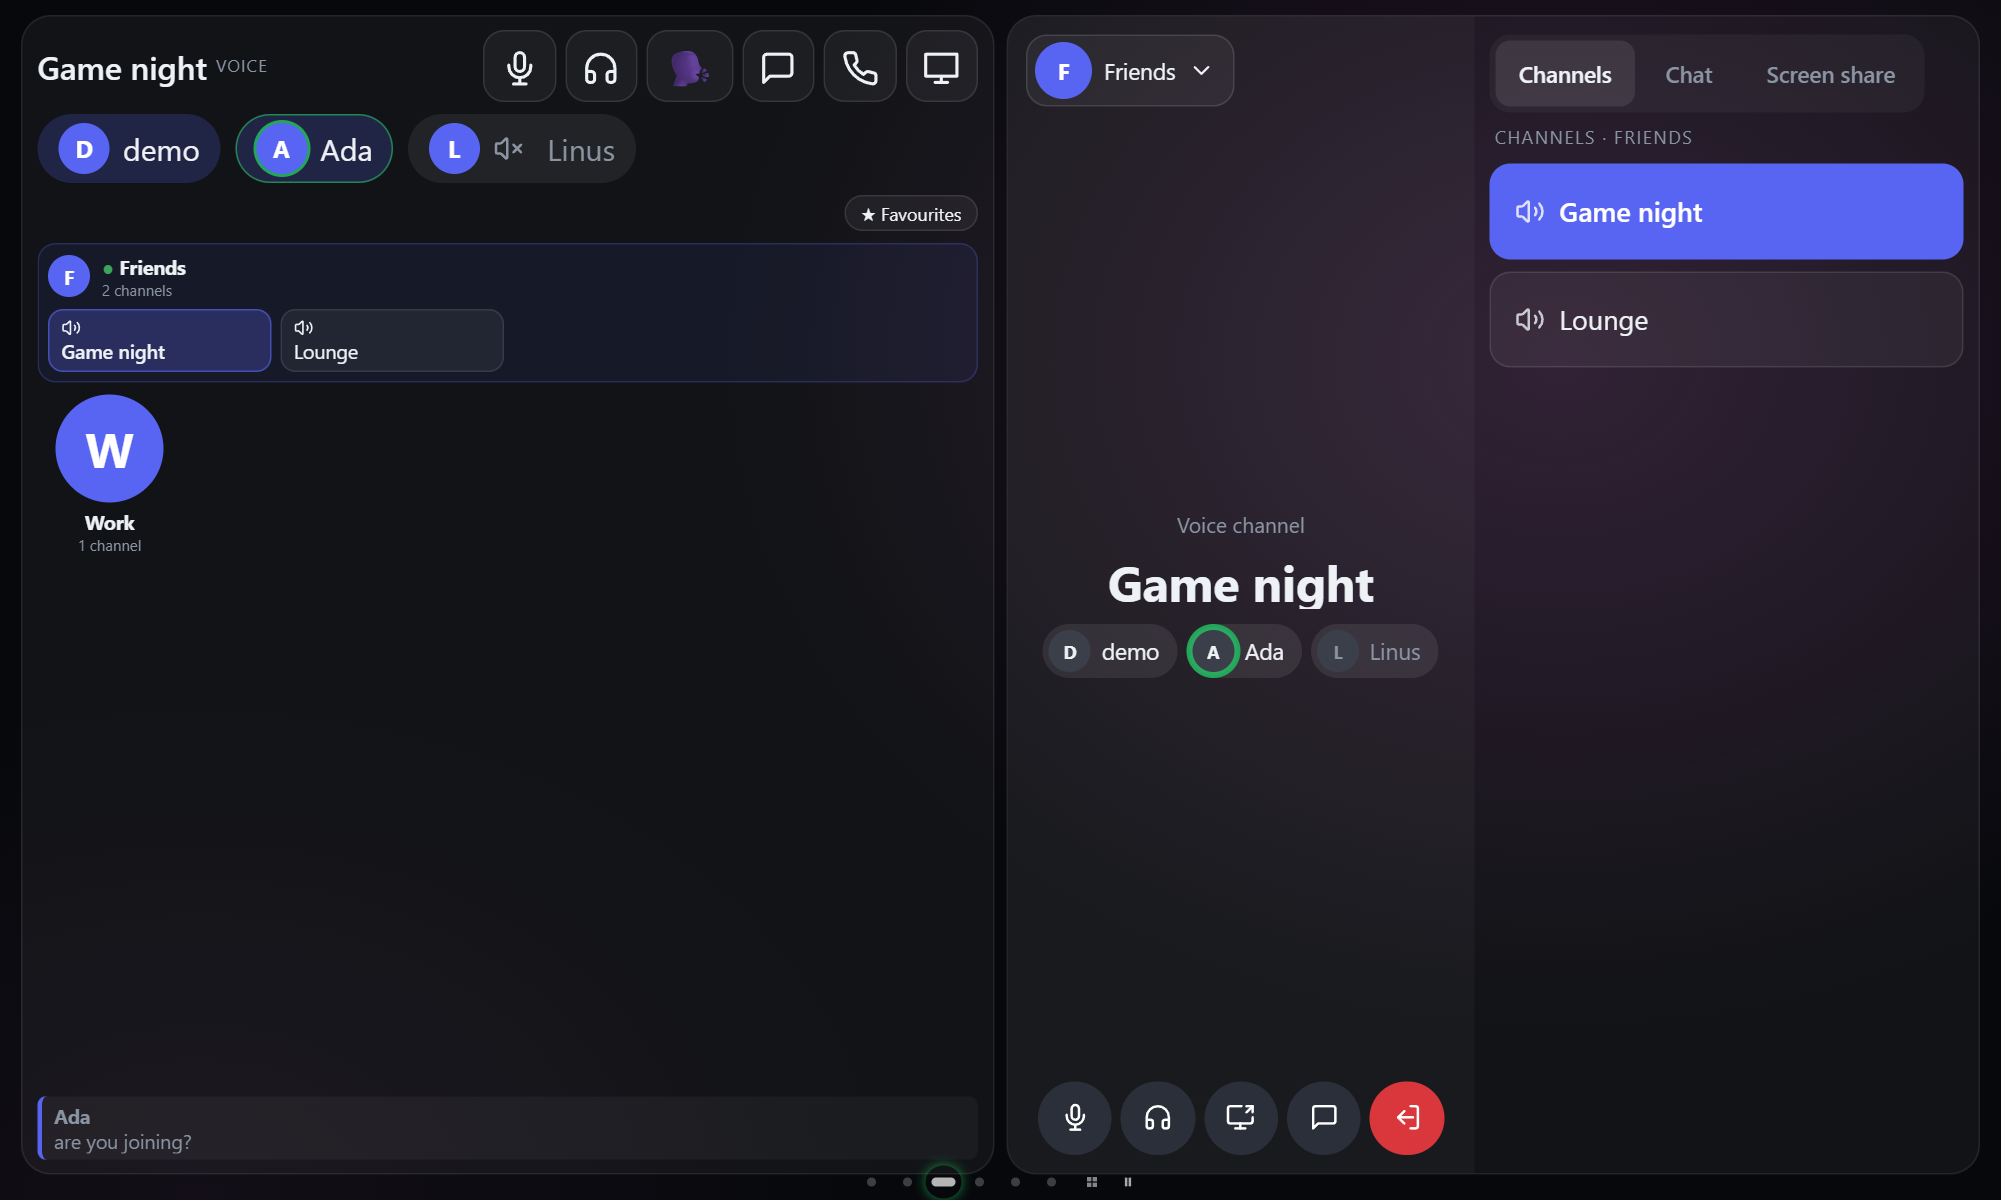 Game night VOICE
D demo
A Ada
L Linus
★ Favourites
F
Friends
2 channels
Game night
Lounge
W
Work
1 channel
Ada
are you joining?
F Friends
Voice channel
Game night
D demo
A Ada
L Linus
Channels Chat Screen share
CHANNELS · FRIENDS
Game night
Lounge